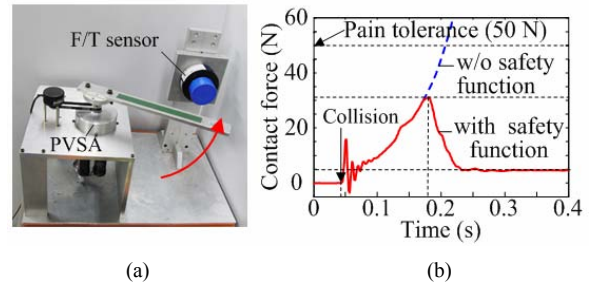 (a)
F/T sensor
PVSA
(b)
60
Pain tolerance (50 N)
40
w/o safety
function
20
Collision
with safety
function
0
Contact force (N)
0 0.1 0.2 0.3 0.4
Time (s)
(a) (b)